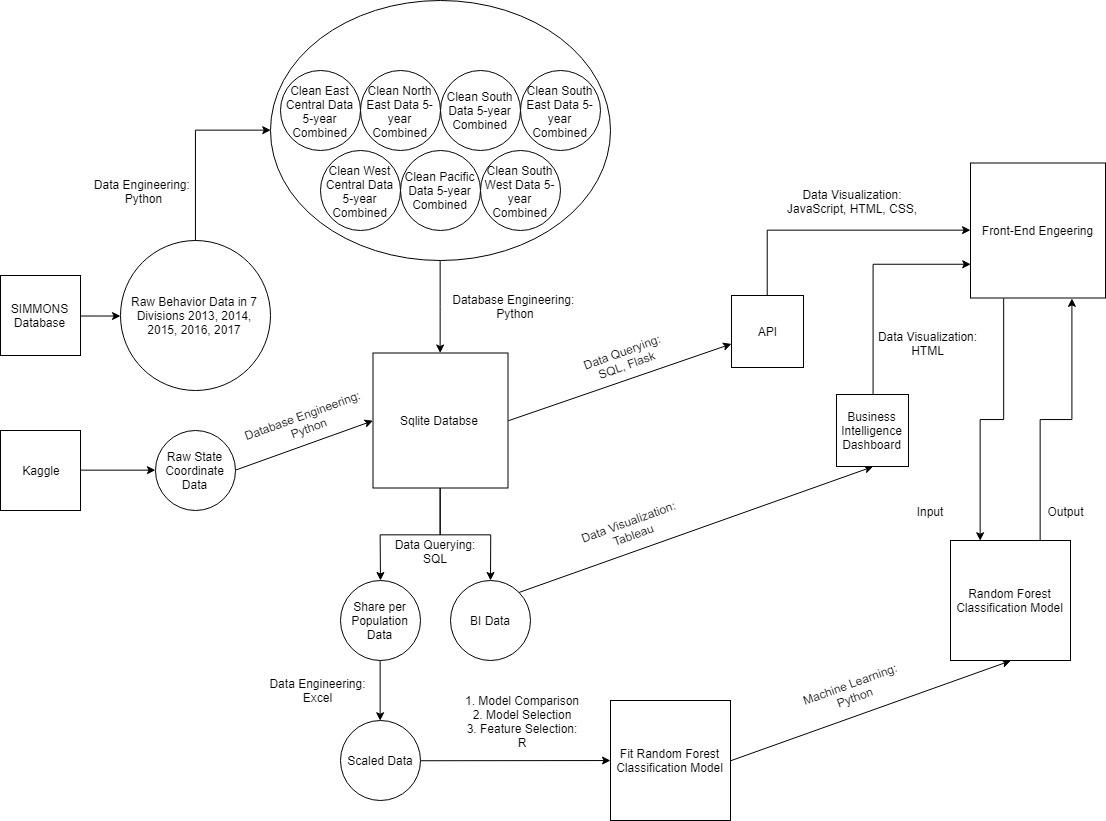 Clean East
Central Data
5-year
Combined
Clean North
East Data 5-
year
Combined
Clean South
Data 5-year
Combined
Clean South
East Data 5-
year
Combined
Clean West
Central Data
5-year
Combined
Clean Pacific
Data 5-year
Combined
Clean South
West Data 5-
year
Combined
Data Engineering:
Python
Data Visualization:
JavaScript, HTML, CSS,
Front-End Engeering
SIMMONS
Database
Raw Behavior Data in 7
Divisions 2013, 2014,
2015, 2016, 2017
Database Engineering:
Python
API
Data Querying:
SQL, Flask
Data Visualization:
HTML
Database Engineering:
Python
Sqlite Databse
Business
Intelligence
Dashboard
Kaggle
Raw State
Coordinate
Data
Data Visualization:
Tableau
Input
Output
Data Querying:
SQL
Share per
Population
Data
BI Data
Random Forest
Classification Model
Data Engineering:
Excel
1. Model Comparison
2. Model Selection
3. Feature Selection:
R
Machine Learning:
Python
Scaled Data
Fit Random Forest
Classification Model